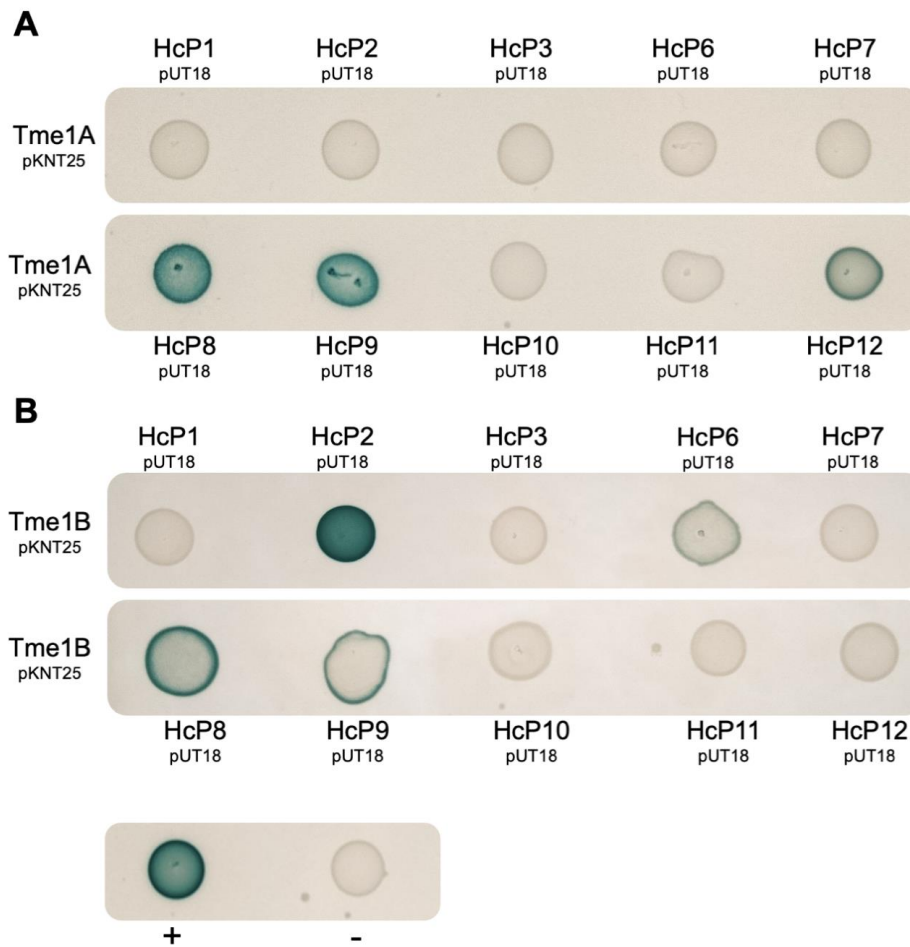 A
HcP1 HcP2 HcP3 HcP6 HcP7
pUT18 pUT18 pUT18 pUT18 pUT18
Tme1A
pKNT25
Tme1A
pKNT25
HcP8 HcP9 HcP10 HcP11 HcP12
pUT18 pUT18 pUT18 pUT18 pUT18
B
HcP1 HcP2 HcP3 HcP6 HcP7
pUT18 pUT18 pUT18 pUT18 pUT18
Tme1B
pKNT25
Tme1B
pKNT25
HcP8 HcP9 HcP10 HcP11 HcP12
pUT18 pUT18 pUT18 pUT18 pUT18
+ -